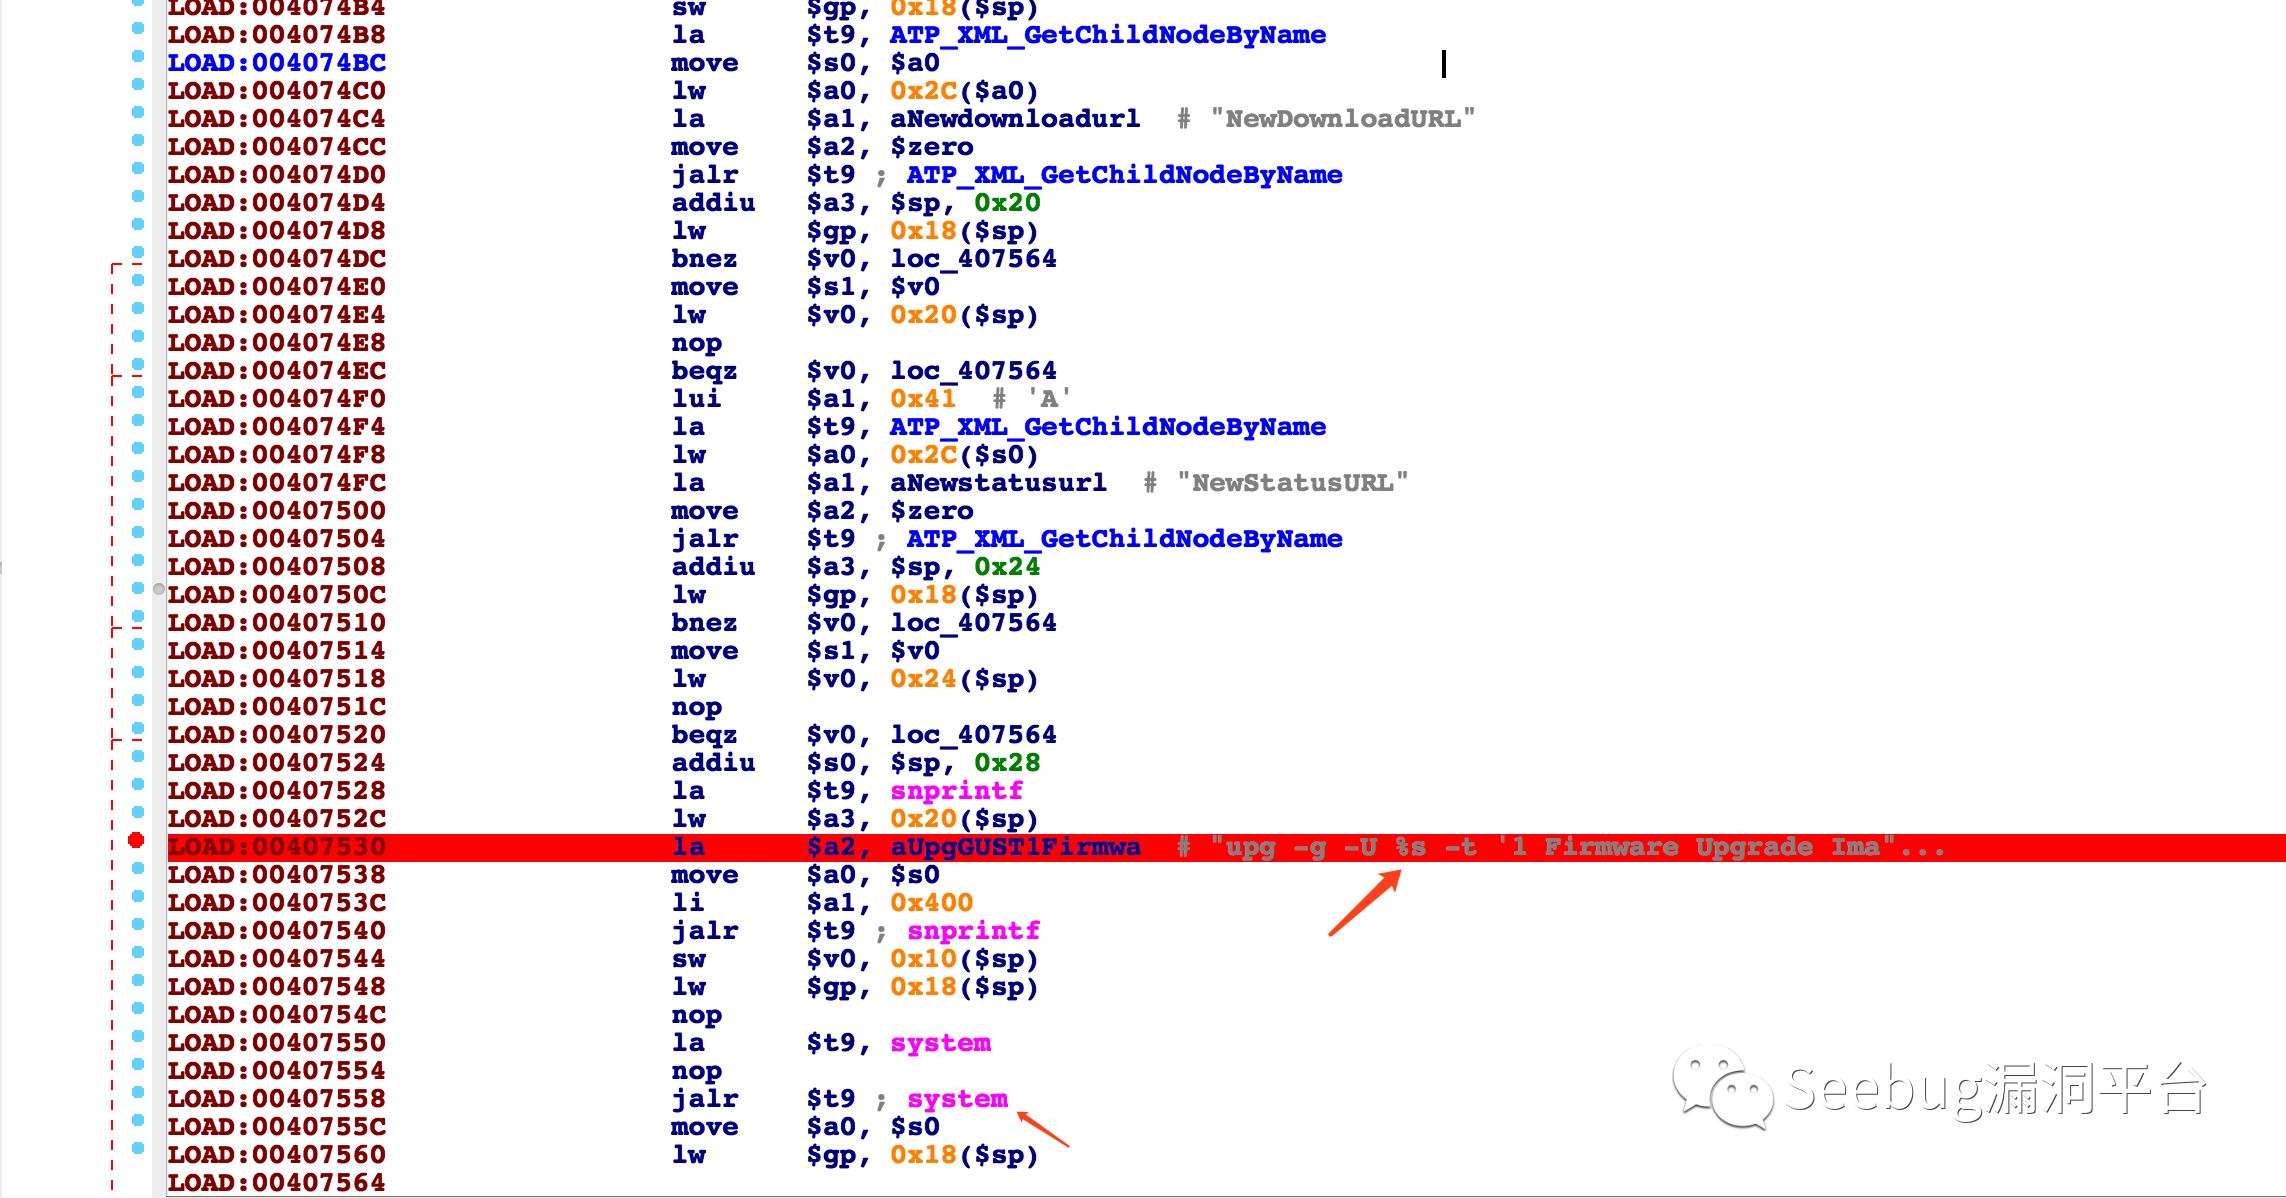 LOAD:004074B4 sw $gp, 0x18($sp)
LOAD:004074B8 la $t9, ATP_XML_GetChildNodeByName
LOAD:004074BC move $s0, $a0
LOAD:004074C0 lw $a0, 0x2C($a0)
LOAD:004074C4 la $a1, aNewdownloadurl # "NewDownloadURL"
LOAD:004074CC move $a2, $zero
LOAD:004074D0 jalr $t9 ; ATP_XML_GetChildNodeByName
LOAD:004074D4 addiu $a3, $sp, 0x20
LOAD:004074D8 lw $gp, 0x18($sp)
LOAD:004074DC bnez $v0, loc_407564
LOAD:004074E0 move $s1, $v0
LOAD:004074E4 lw $v0, 0x20($sp)
LOAD:004074E8 nop
LOAD:004074EC beqz $v0, loc_407564
LOAD:004074F0 lui $a1, 0x41 # 'A'
LOAD:004074F4 la $t9, ATP_XML_GetChildNodeByName
LOAD:004074F8 lw $a0, 0x2C($s0)
LOAD:004074FC la $a1, aNewstatusurl # "NewStatusURL"
LOAD:00407500 move $a2, $zero
LOAD:00407504 jalr $t9 ; ATP_XML_GetChildNodeByName
LOAD:00407508 addiu $a3, $sp, 0x24
LOAD:0040750C lw $gp, 0x18($sp)
LOAD:00407510 bnez $v0, loc_407564
LOAD:00407514 move $s1, $v0
LOAD:00407518 lw $v0, 0x24($sp)
LOAD:0040751C nop
LOAD:00407520 beqz $v0, loc_407564
LOAD:00407524 addiu $s0, $sp, 0x28
LOAD:00407528 la $t9, snprintf
LOAD:0040752C lw $a3, 0x20($sp)
LOAD:00407530 la $a2, aUpgGUST1Firmwa # "upg -g -U %s -t '1 Firmware Upgrade Ima"...
LOAD:00407538 move $a0, $s0
LOAD:0040753C li $a1, 0x400
LOAD:00407540 jalr $t9 ; snprintf
LOAD:00407544 sw $v0, 0x10($sp)
LOAD:00407548 lw $gp, 0x18($sp)
LOAD:0040754C nop
LOAD:00407550 la $t9, system
LOAD:00407554 nop
LOAD:00407558 jalr $t9 ; system
LOAD:0040755C move $a0, $s0
LOAD:00407560 lw $gp, 0x18($sp)
LOAD:00407564
Seebug漏洞平台